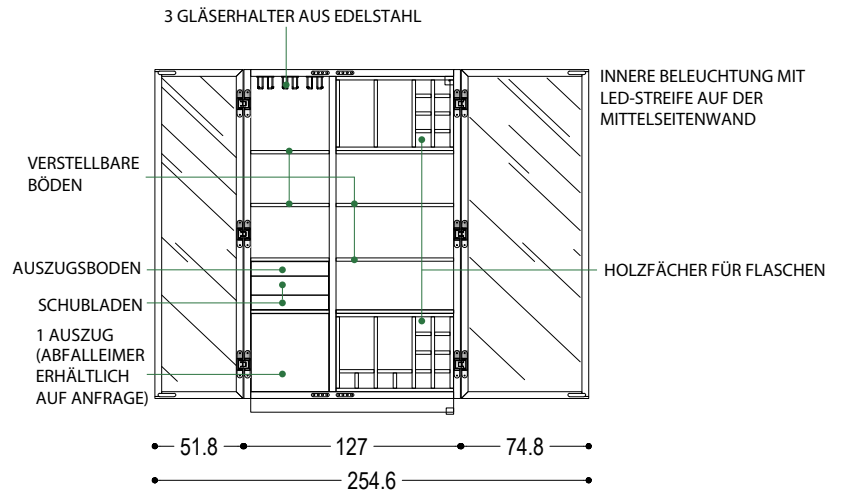 3 GLÄSERHALTER AUS EDELSTAHL
INNERE BELEUCHTUNG MIT
LED-STREIFE AUF DER
MITTELSEITENWAND
VERSTELLBARE
BÖDEN
AUSZUGSBODEN
HOLZFÄCHER FÜR FLASCHEN
SCHUBLADEN
1 AUSZUG
(ABFALLEIMER
ERHÄLTLICH
AUF ANFRAGE)
51.8
127
74.8
254.6